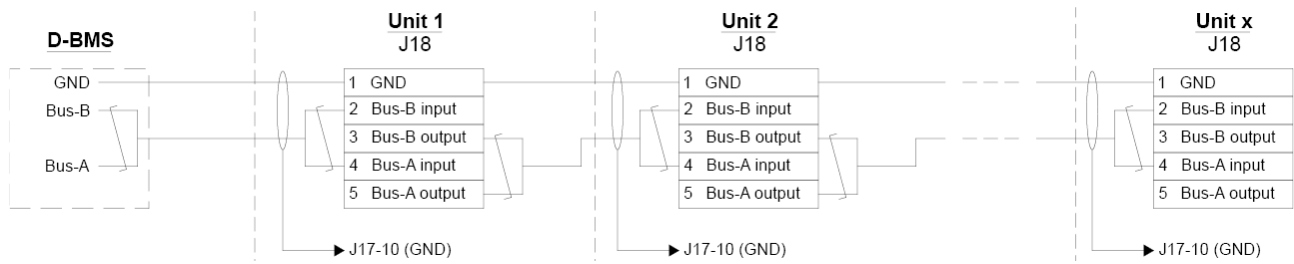 D-BMS
GND
Bus-B
Bus-A
Unit 1
J18
1 GND
2 Bus-B input
3 Bus-B output
4 Bus-A input
5 Bus-A output
J17-10 (GND)
Unit 2
J18
1 GND
2 Bus-B input
3 Bus-B output
4 Bus-A input
5 Bus-A output
J17-10 (GND)
Unit x
J18
1 GND
2 Bus-B input
3 Bus-B output
4 Bus-A input
5 Bus-A output
J17-10 (GND)